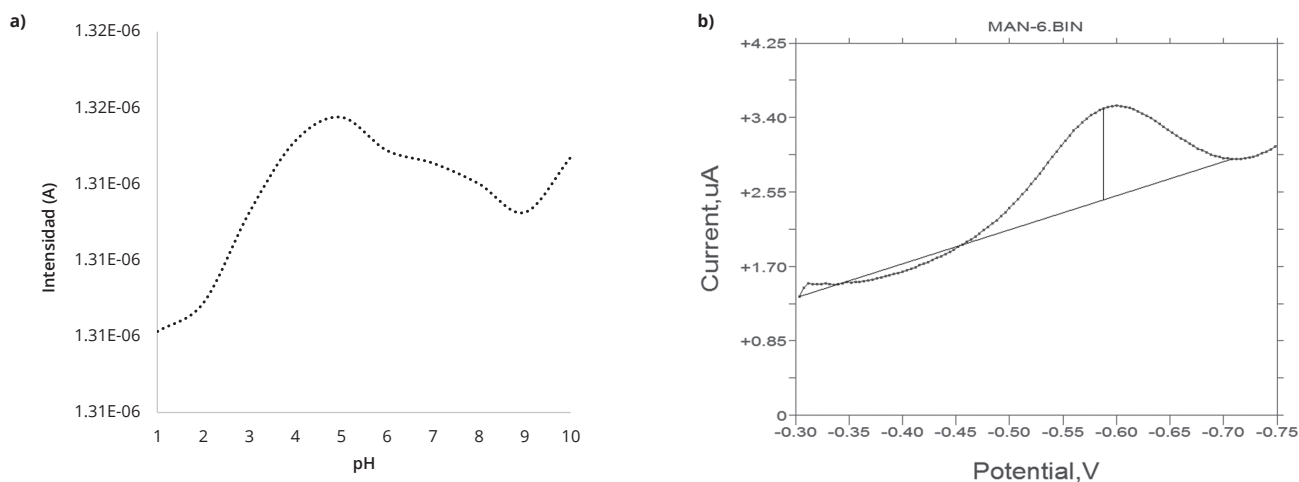 a)
1.32E-06
1.32E-06
1.31E-06
1.31E-06
1.31E-06
1.31E-06
Intensidad (A)
1 2 3 4 5 6 7 8 9 10
pH
b)
MAN-6.BIN
+4.25
+3.40
+2.55
+1.70
+0.85
0
Current,uA
-0.30 -0.35 -0.40 -0.45 -0.50 -0.55 -0.60 -0.65 -0.70 -0.75
Potential,V